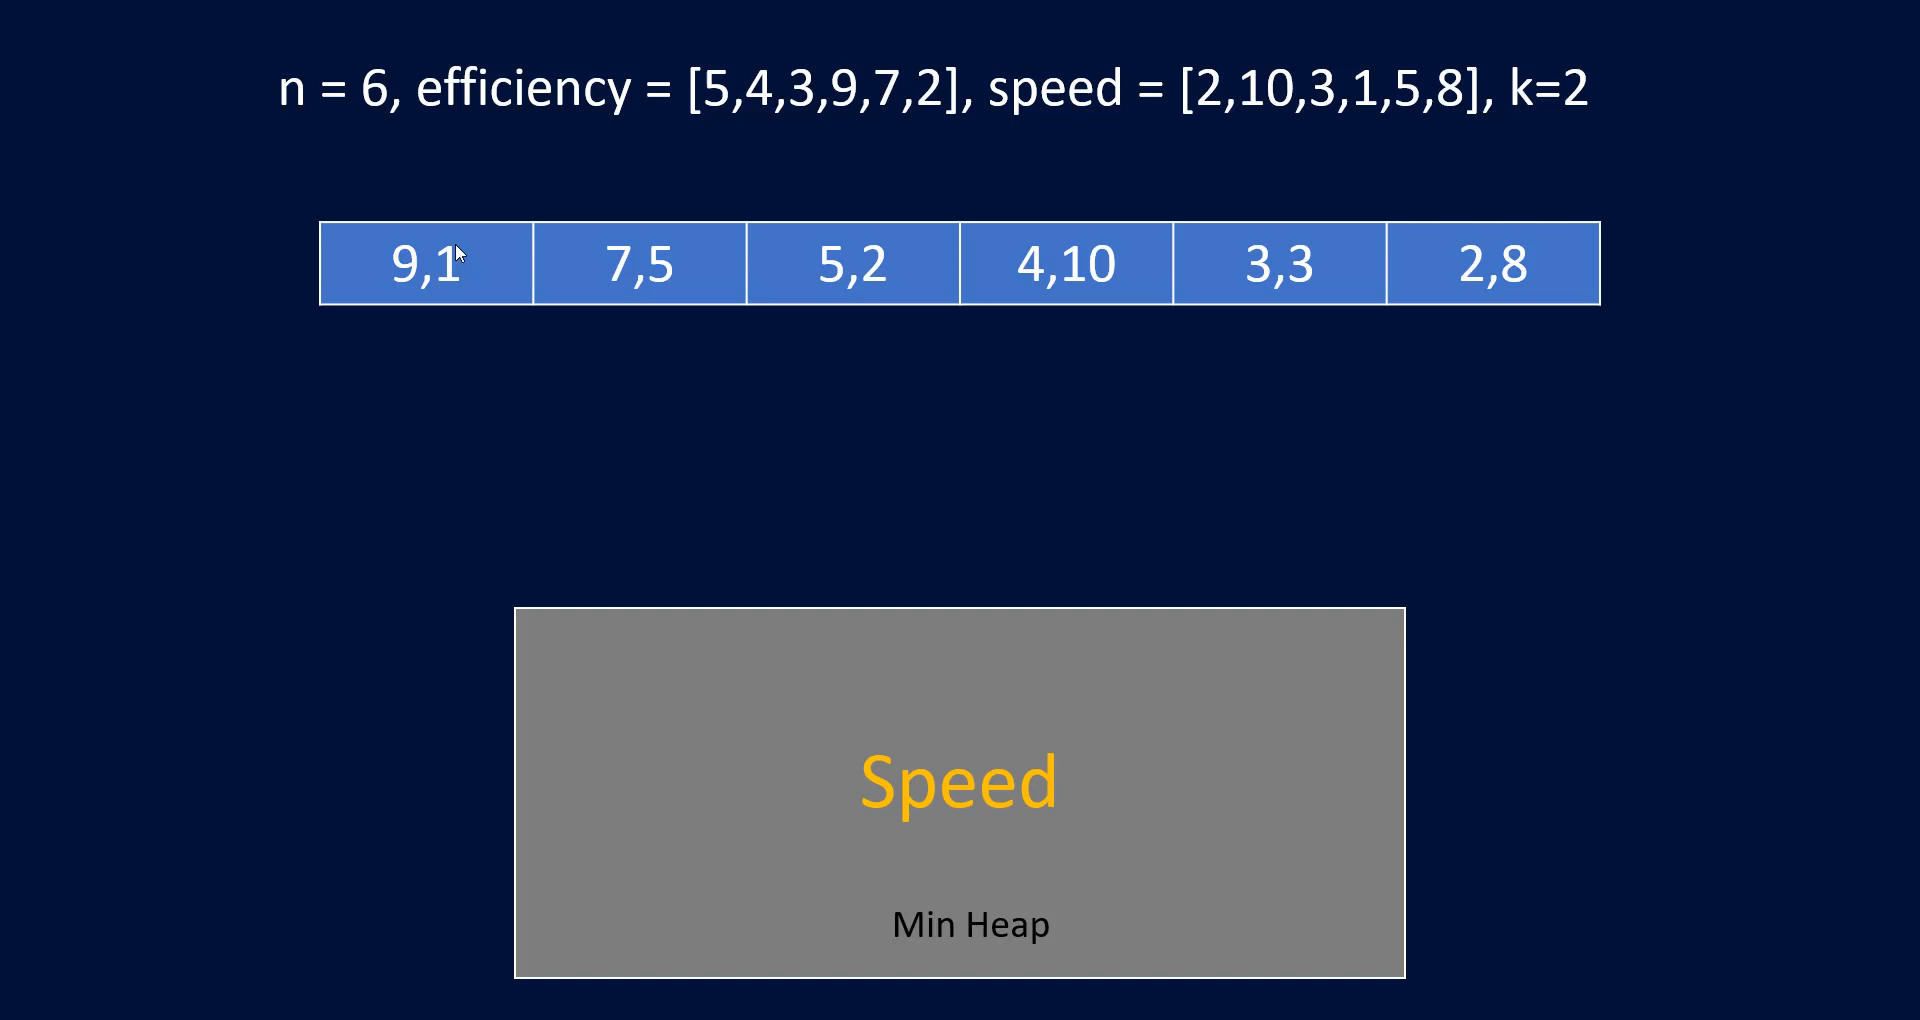 n = 6, efficiency = [5,4,3,9,7,2], speed = [2,10,3,1,5,8], k=2
9,1 7,5 5,2 4,10 3,3 2,8
Speed
Min Heap